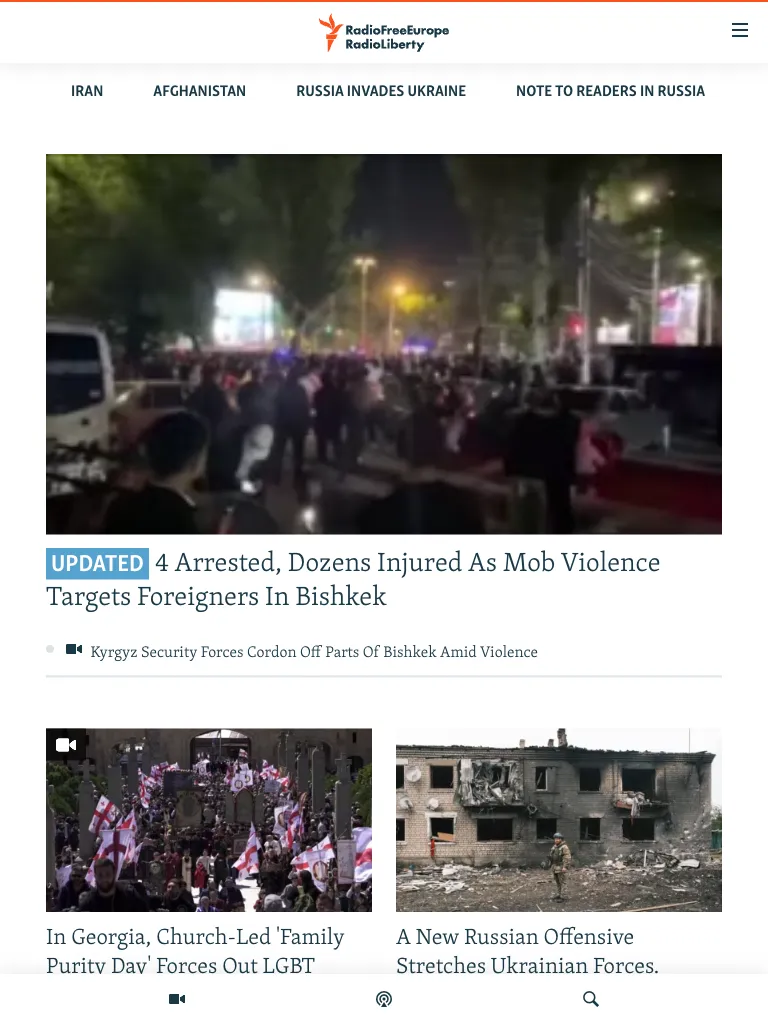 RadioFreeEurope
RadioLiberty
IRAN AFGHANISTAN RUSSIA INVADES UKRAINE NOTE TO READERS IN RUSSIA
UPDATED 4 Arrested, Dozens Injured As Mob Violence
Targets Foreigners In Bishkek
Kyrgyz Security Forces Cordon Off Parts Of Bishkek Amid Violence
In Georgia, Church-Led 'Family
Purity Day' Forces Out LGBT
A New Russian Offensive
Stretches Ukrainian Forces.